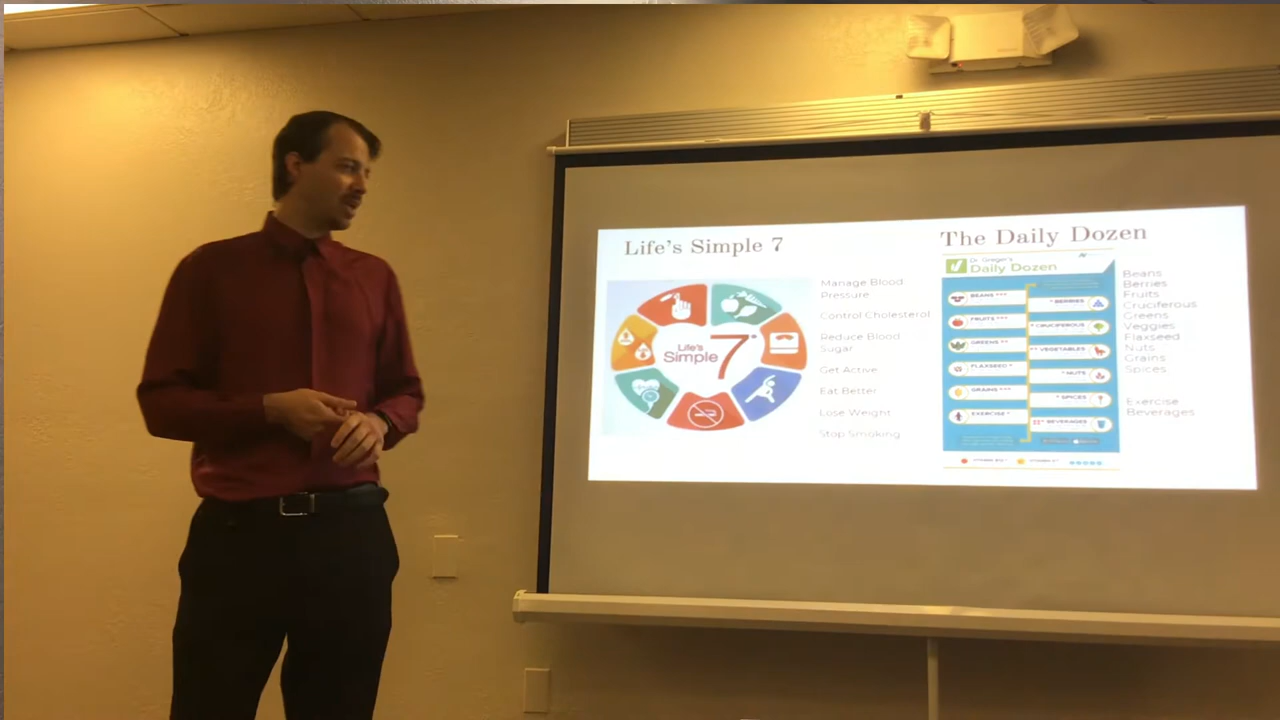 Life's Simple 7
Life's
Simple 7
Manage Blood
Pressure
Control Cholesterol
Reduce Blood
Sugar
Get Active
Eat Better
Lose Weight
Stop Smoking
The Daily Dozen
Dr. Greger's
Daily Dozen
BEANS ***
* BERRIES
FRUITS ***
* CRUCIFEROUS
GREENS **
** VEGETABLES
FLAXSEED *
* NUTS
GRAINS ***
* SPICES
EXERCISE *
BEVERAGES
Beans
Berries
Fruits
Cruciferous
Greens
Veggies
Flaxseed
Nuts
Grains
Spices
Exercise
Beverages